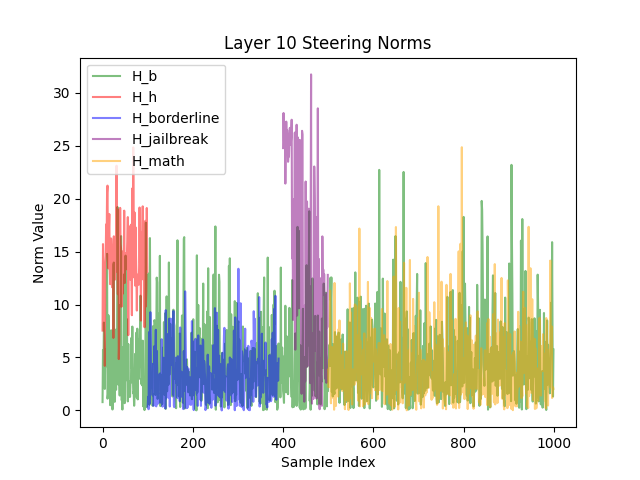 Layer 10 Steering Norms
H_b
H_h
H_borderline
H_jailbreak
H_math
Norm Value
30
25
20
15
10
5
0
0
200
400
600
800
1000
Sample Index